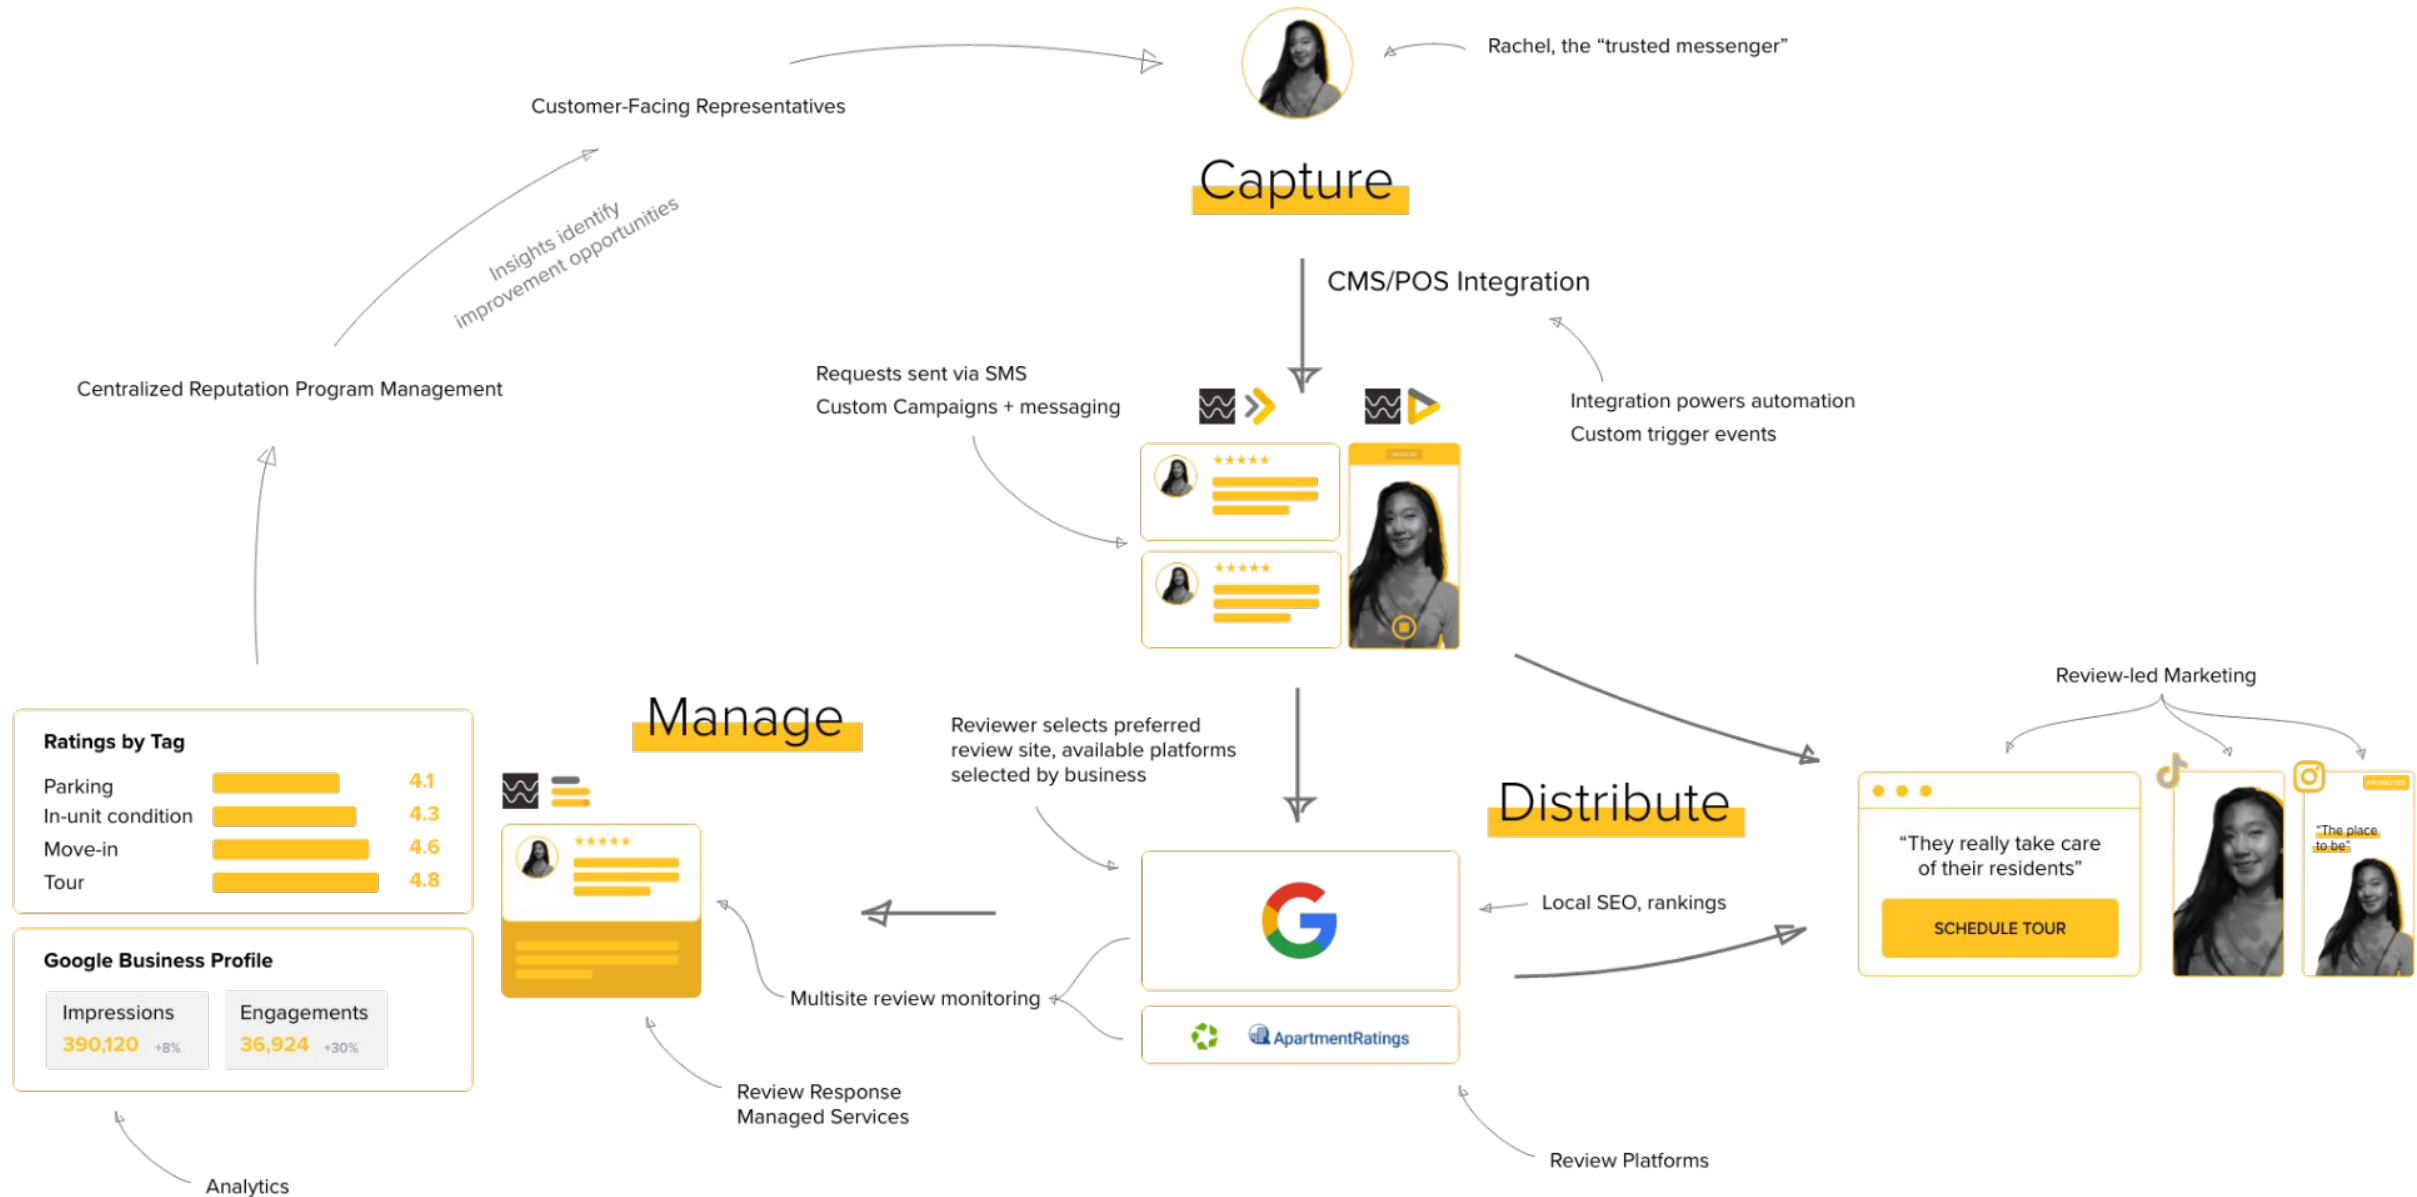 Rachel, the “trusted messenger”
Customer-Facing Representatives
Capture
Insights identify
improvement opportunities
CMS/POS Integration
Requests sent via SMS
Custom Campaigns + messaging
Integration powers automation
Custom trigger events
Centralized Reputation Program Management
Review-led Marketing
Manage
Reviewer selects preferred
review site, available platforms
selected by business
Distribute
Ratings by Tag
Parking 4.1
In-unit condition 4.3
Move-in 4.6
Tour 4.8
PROMOTED
“The place
to be”
“They really take care
of their residents”
SCHEDULE TOUR
Local SEO, rankings
Google Business Profile
Impressions
390,120 +8%
Engagements
36,924 +30%
Multisite review monitoring
ApartmentRatings
Review Response
Managed Services
Review Platforms
Analytics